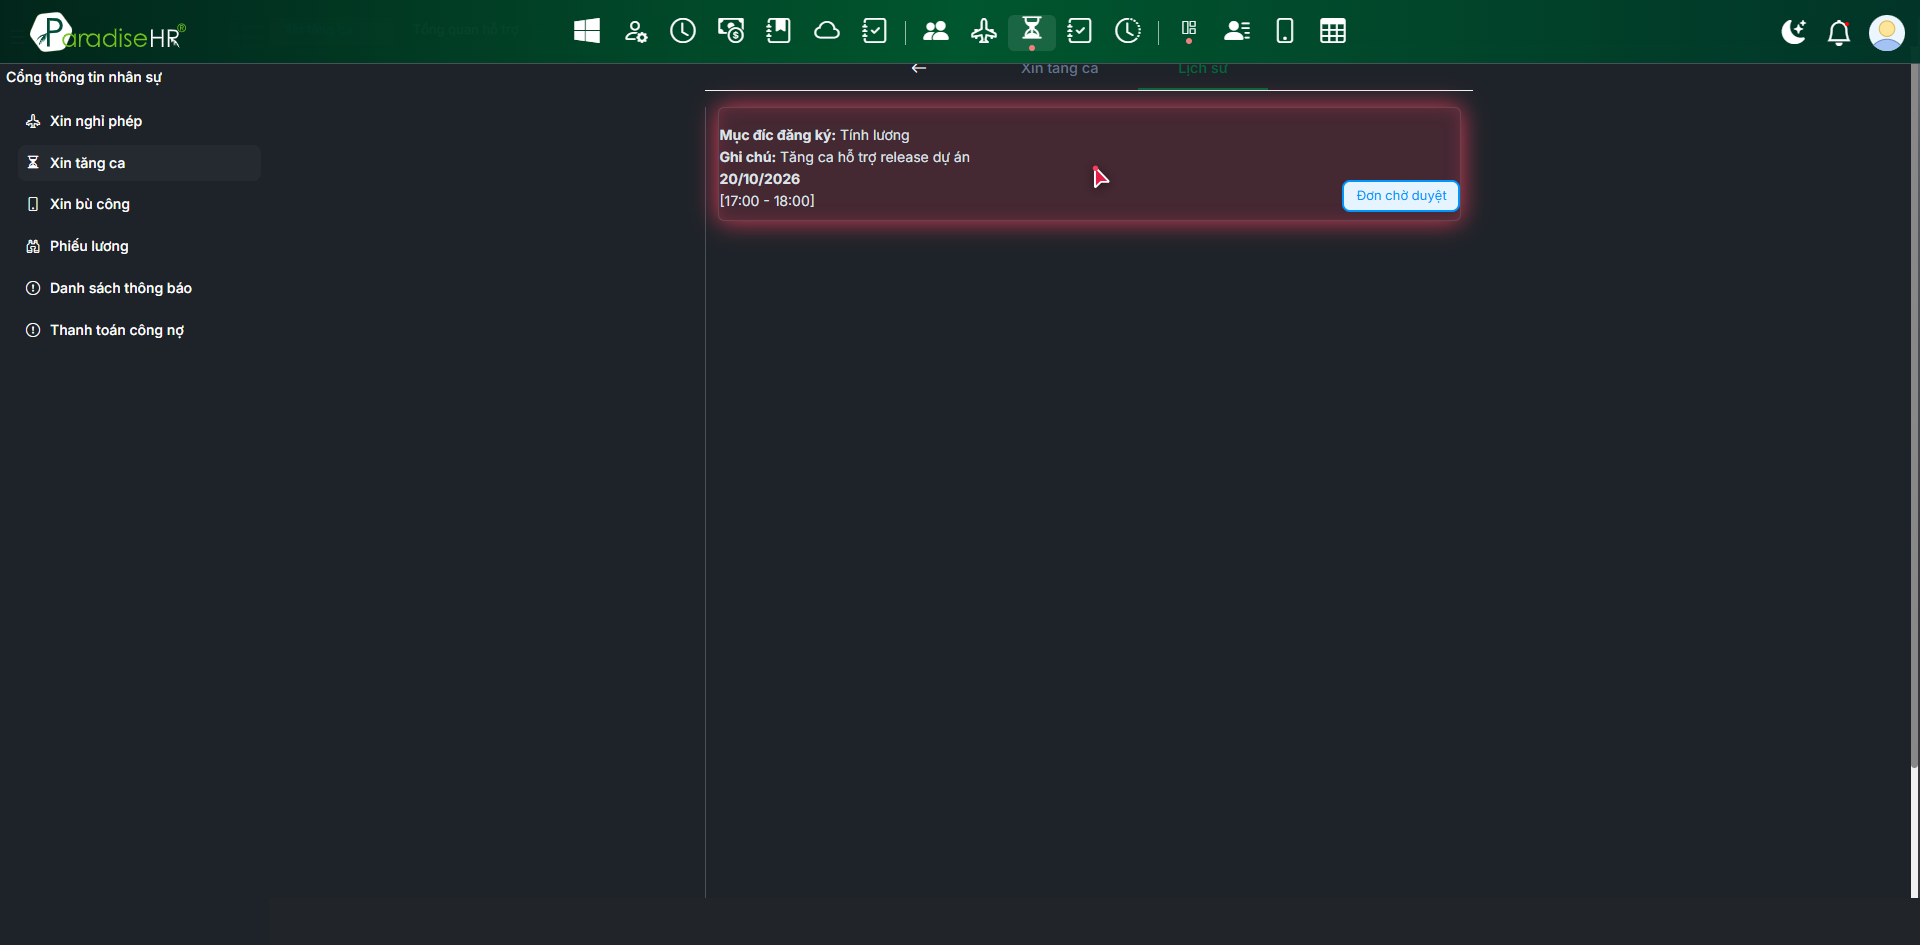 ParadiseHR®
Cổng thông tin nhân sự
Xin nghỉ phép
Xin tăng ca
Xin bù công
Phiếu lương
Danh sách thông báo
Thanh toán công nợ
Xin tăng ca
Lịch sử
Mục đíc đăng ký: Tính lương
Ghi chú: Tăng ca hỗ trợ release dự án
20/10/2026
[17:00 - 18:00]
Đơn chờ duyệt